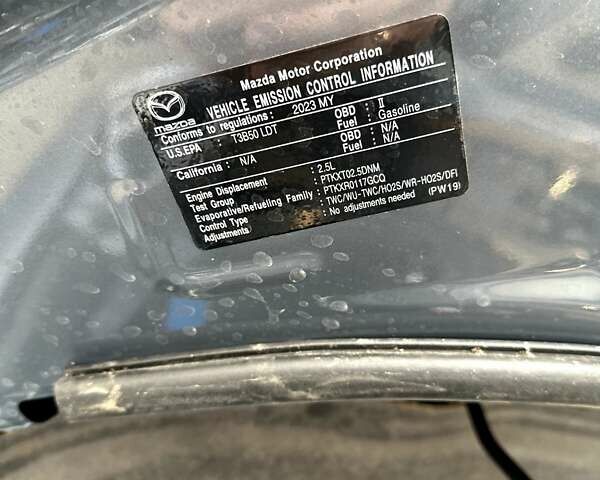 Mazda Motor Corporation
mazda VEHICLE EMISSION CONTROL INFORMATION
Conforms to regulations : 2023 MY
U.S.EPA : T3B50 LDT OBD : II Fuel : Gasoline
California : N/A OBD : N/A Fuel : N/A
Engine Displacement : 2.5L
Test Group : PTKXT02.5DNM
Evaporative/Refueling Family : PTKXR0117GCQ
Control Type : TWC/WU-TWC/HO2S/WR-HO2S/DFI
Adjustments : No adjustments needed (PW19)